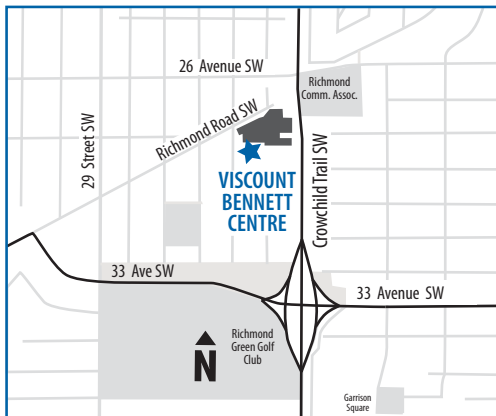 26 Avenue SW
Richmond
Comm. Assoc.
Richmond Road SW
29 Street SW
Crowchild Trail SW
VISCOUNT
BENNETT
CENTRE
33 Ave SW
33 Avenue SW
Richmond
Green Golf
Club
N
Garrison
Square